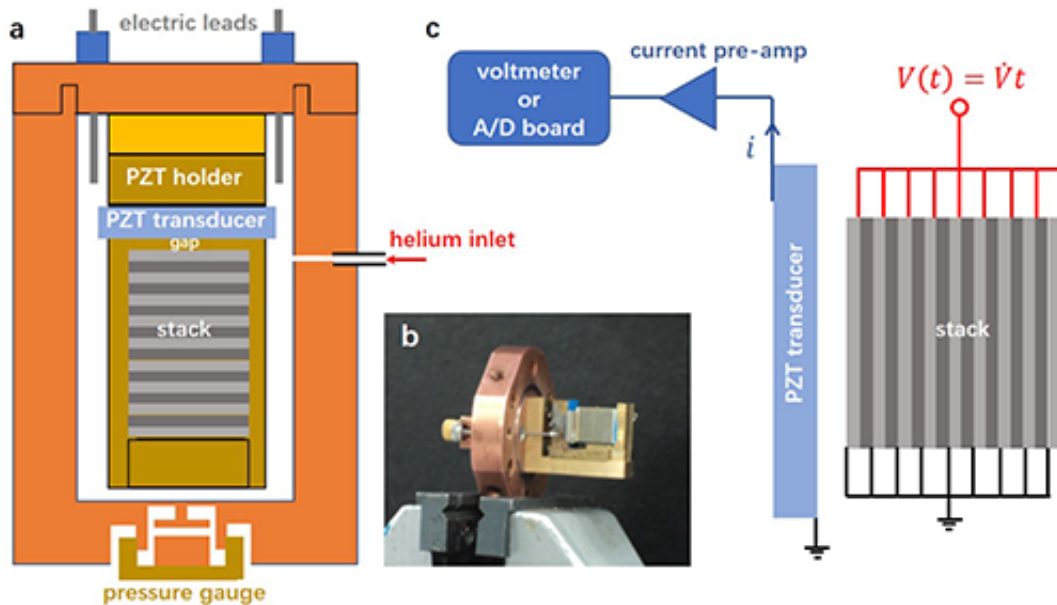 a
electric leads
PZT holder
PZT transducer
gap
helium inlet
stack
pressure gauge
b
c
current pre-amp
voltmeter
or
A/D board
i
PZT transducer
V(t) = V̇t
stack